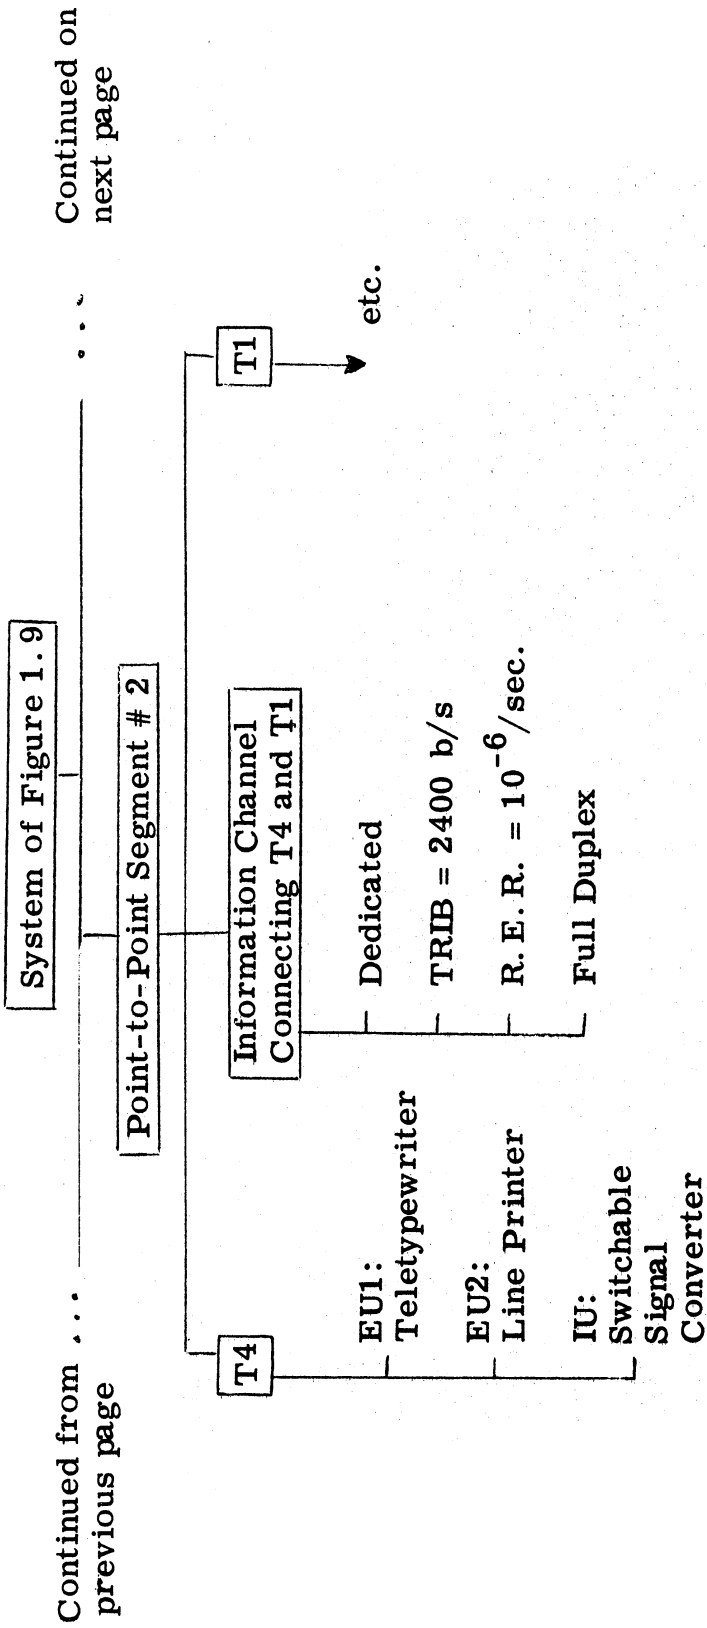 System of Figure 1.9
Continued from
previous page
. . .
. . .
Continued on
next page
Point-to-Point Segment # 2
T4
EU1:
Teletypewriter
EU2:
Line Printer
IU:
Switchable
Signal
Converter
Information Channel
Connecting T4 and T1
Dedicated
TRIB = 2400 b/s
R.E.R. = 10⁻⁶/sec.
Full Duplex
T1
etc.